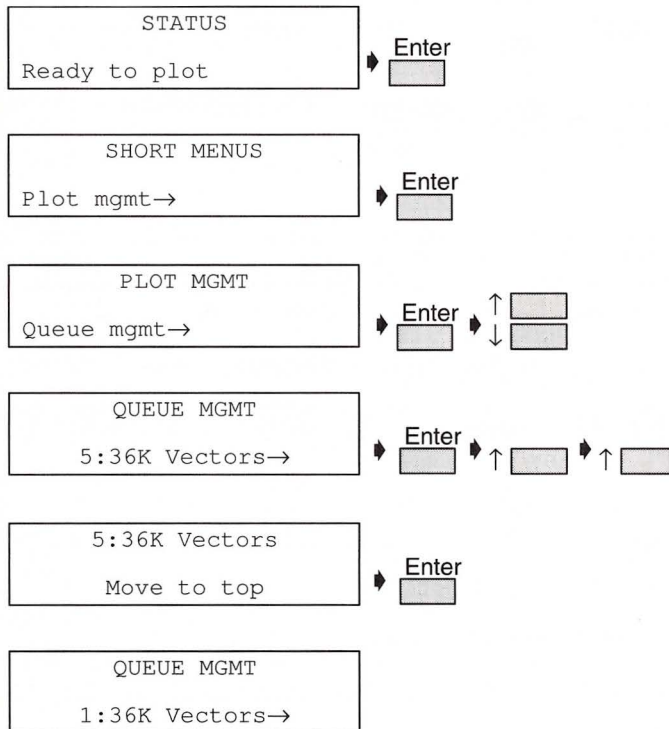 STATUS
Ready to plot
Enter
SHORT MENUS
Plot mgmt→
Enter
PLOT MGMT
Queue mgmt→
Enter
↑
↓
QUEUE MGMT
5:36K Vectors→
Enter
↑ ↑
5:36K Vectors
Move to top
Enter
QUEUE MGMT
1:36K Vectors→